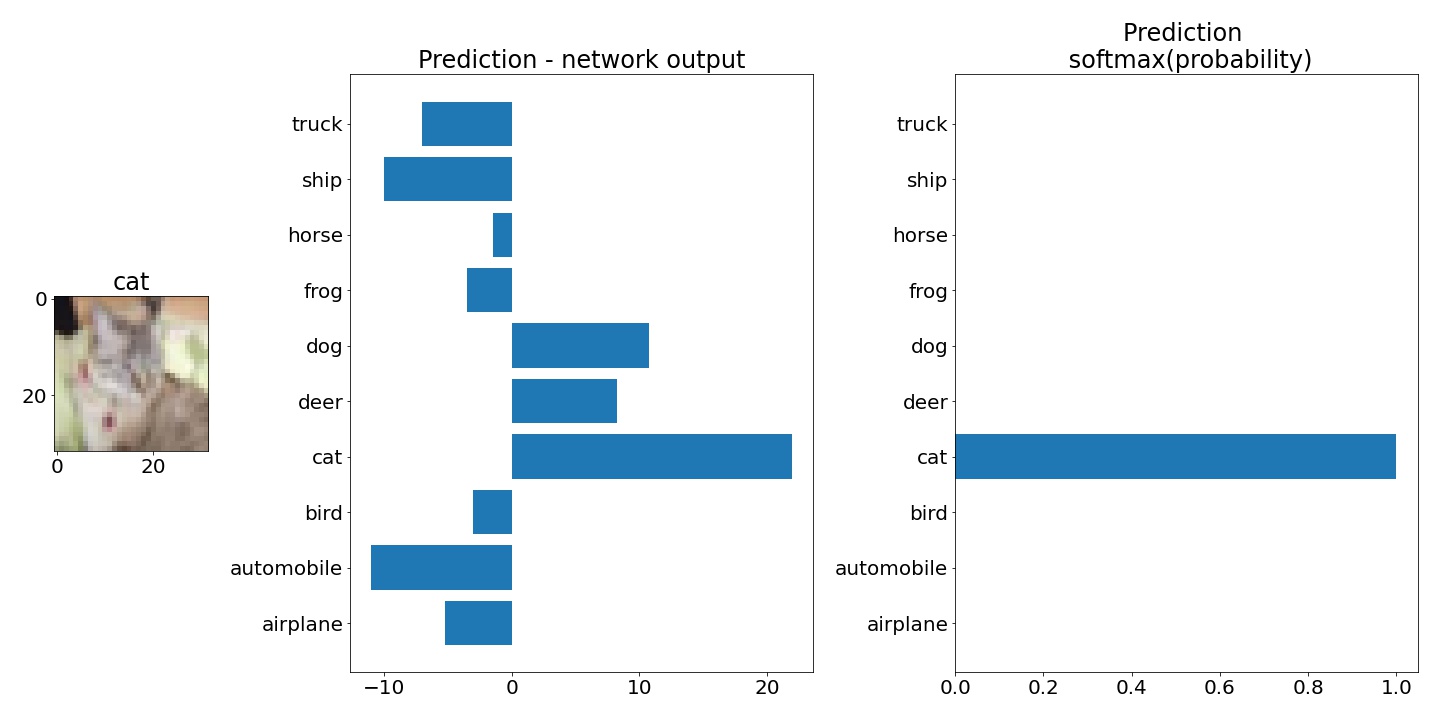 cat
0
20
0 20
Prediction - network output
truck
ship
horse
frog
dog
deer
cat
bird
automobile
airplane
−10 0 10 20
Prediction
softmax(probability)
truck
ship
horse
frog
dog
deer
cat
bird
automobile
airplane
0.0 0.2 0.4 0.6 0.8 1.0